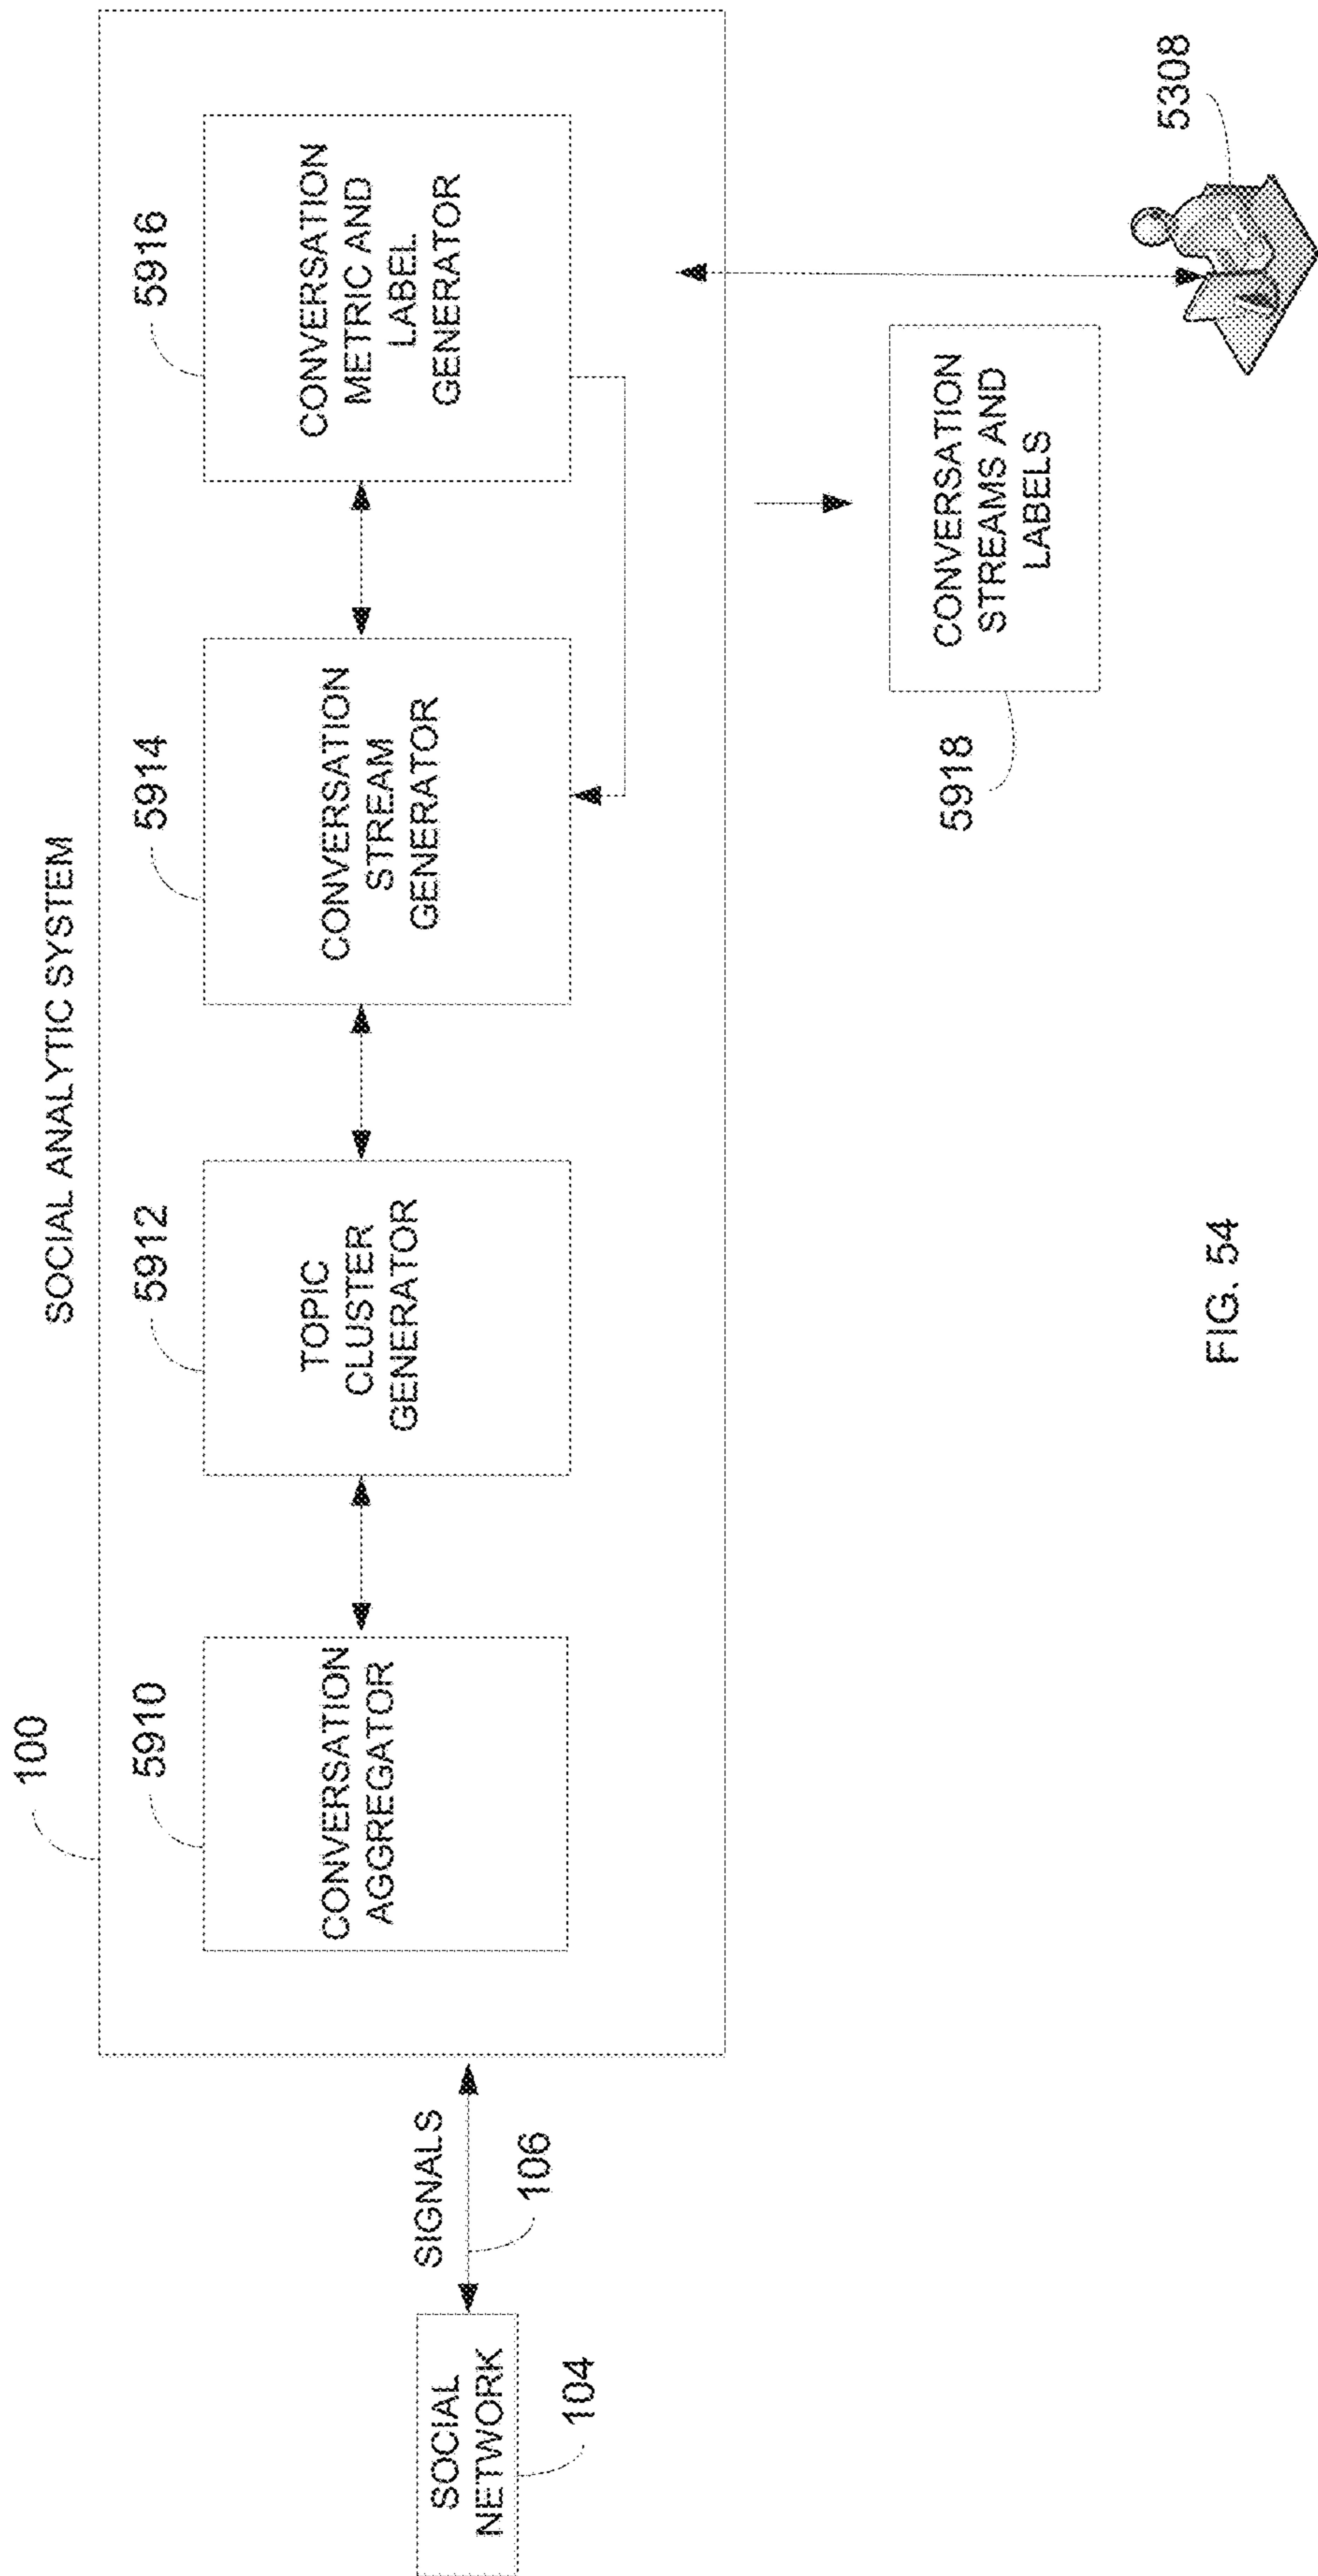 SOCIAL ANALYTIC SYSTEM
100
5910
5912
5914
5916
CONVERSATION
AGGREGATOR
TOPIC
CLUSTER
GENERATOR
CONVERSATION
STREAM
GENERATOR
CONVERSATION
METRIC AND
LABEL
GENERATOR
SIGNALS
106
SOCIAL
NETWORK
104
CONVERSATION
STREAMS AND
LABELS
5918
5308
FIG. 54